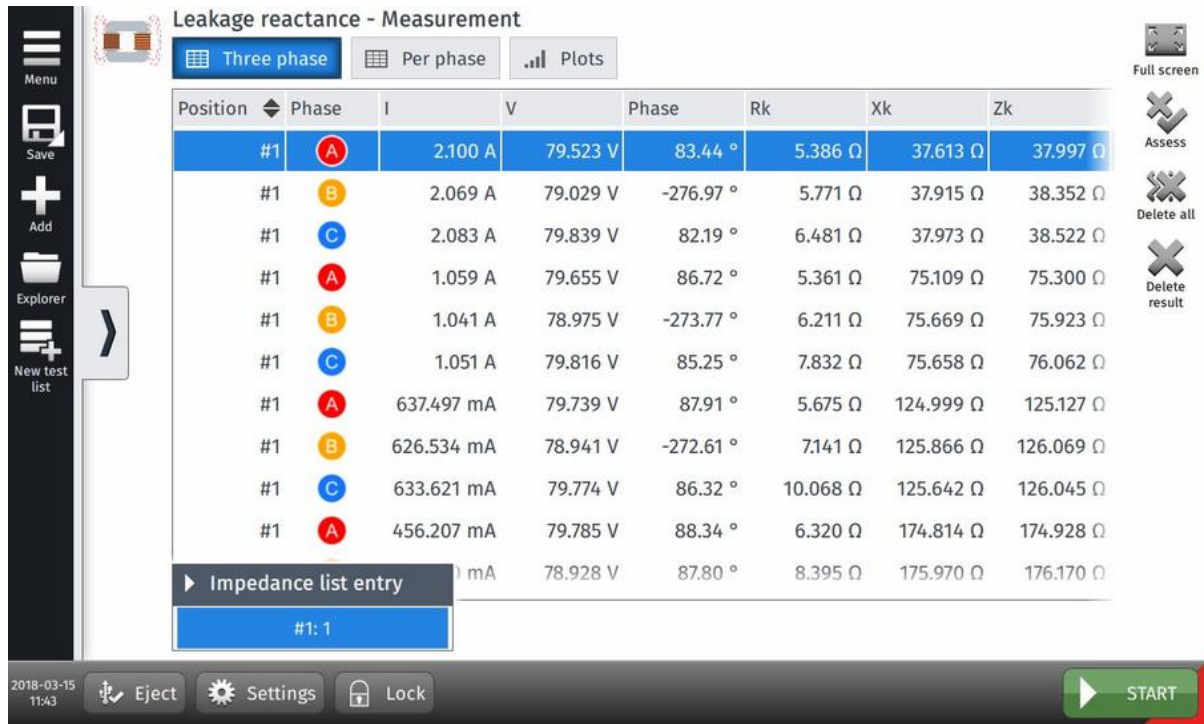 Leakage reactance - Measurement
Three phase Per phase Plots
Menu
Save
Add
Explorer
New test
list
Position Phase I V Phase Rk Xk Zk
#1 A 2.100 A 79.523 V 83.44 ° 5.386 Ω 37.613 Ω 37.997 Ω
#1 B 2.069 A 79.029 V -276.97 ° 5.771 Ω 37.915 Ω 38.352 Ω
#1 C 2.083 A 79.839 V 82.19 ° 6.481 Ω 37.973 Ω 38.522 Ω
#1 A 1.059 A 79.655 V 86.72 ° 5.361 Ω 75.109 Ω 75.300 Ω
#1 B 1.041 A 78.975 V -273.77 ° 6.211 Ω 75.669 Ω 75.923 Ω
#1 C 1.051 A 79.816 V 85.25 ° 7.832 Ω 75.658 Ω 76.062 Ω
#1 A 637.497 mA 79.739 V 87.91 ° 5.675 Ω 124.999 Ω 125.127 Ω
#1 B 626.534 mA 78.941 V -272.61 ° 7.141 Ω 125.866 Ω 126.069 Ω
#1 C 633.621 mA 79.774 V 86.32 ° 10.068 Ω 125.642 Ω 126.045 Ω
#1 A 456.207 mA 79.785 V 88.34 ° 6.320 Ω 174.814 Ω 174.928 Ω
mA 78.928 V 87.80 ° 8.395 Ω 175.970 Ω 176.170 Ω
Impedance list entry
#1: 1
Full screen
Assess
Delete all
Delete
result
2018-03-15
11:43
Eject Settings Lock START